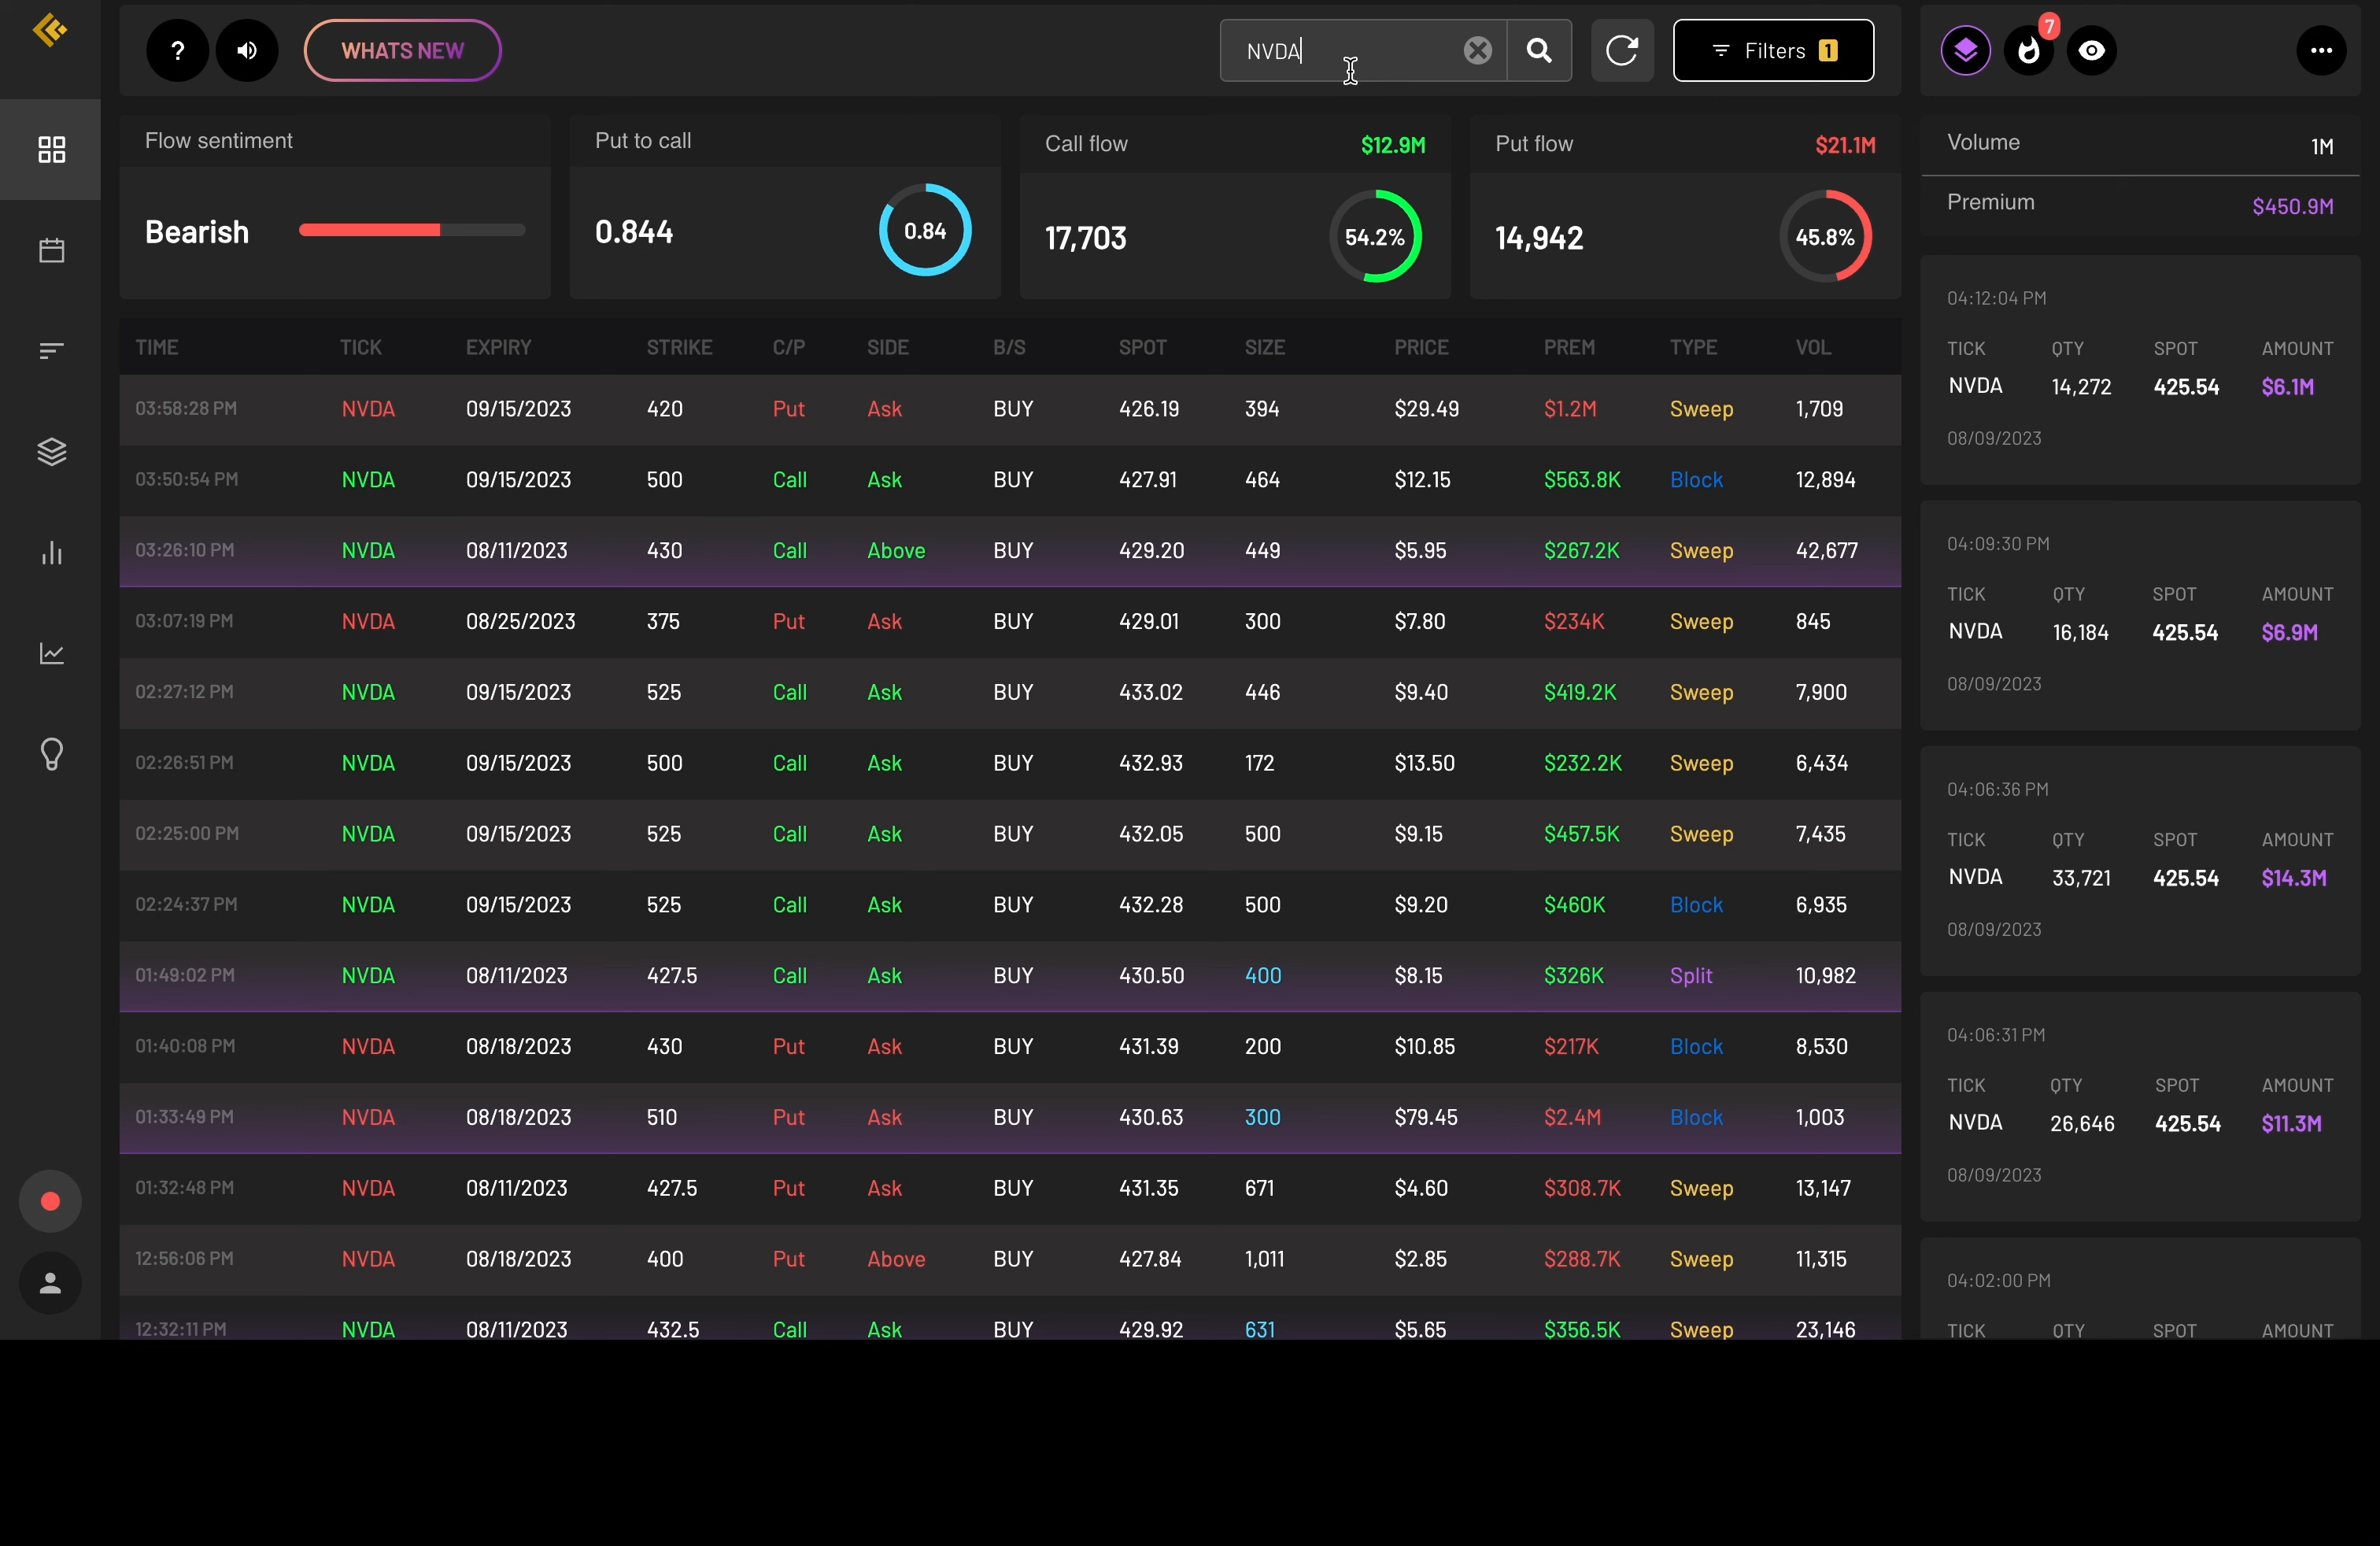 ? WHATS NEW NVDA Filters 1 7
Flow sentiment
Bearish
Put to call
0.844 0.84
Call flow $12.9M
17,703 54.2%
Put flow $21.1M
14,942 45.8%
TIME TICK EXPIRY STRIKE C/P SIDE B/S SPOT SIZE PRICE PREM TYPE VOL
03:58:28 PM NVDA 09/15/2023 420 Put Ask BUY 426.19 394 $29.49 $1.2M Sweep 1,709
03:50:54 PM NVDA 09/15/2023 500 Call Ask BUY 427.91 464 $12.15 $563.8K Block 12,894
03:26:10 PM NVDA 08/11/2023 430 Call Above BUY 429.20 449 $5.95 $267.2K Sweep 42,677
03:07:19 PM NVDA 08/25/2023 375 Put Ask BUY 429.01 300 $7.80 $234K Sweep 845
02:27:12 PM NVDA 09/15/2023 525 Call Ask BUY 433.02 446 $9.40 $419.2K Sweep 7,900
02:26:51 PM NVDA 09/15/2023 500 Call Ask BUY 432.93 172 $13.50 $232.2K Sweep 6,434
02:25:00 PM NVDA 09/15/2023 525 Call Ask BUY 432.05 500 $9.15 $457.5K Sweep 7,435
02:24:37 PM NVDA 09/15/2023 525 Call Ask BUY 432.28 500 $9.20 $460K Block 6,935
01:49:02 PM NVDA 08/11/2023 427.5 Call Ask BUY 430.50 400 $8.15 $326K Split 10,982
01:40:08 PM NVDA 08/18/2023 430 Put Ask BUY 431.39 200 $10.85 $217K Block 8,530
01:33:49 PM NVDA 08/18/2023 510 Put Ask BUY 430.63 300 $79.45 $2.4M Block 1,003
01:32:48 PM NVDA 08/11/2023 427.5 Put Ask BUY 431.35 671 $4.60 $308.7K Sweep 13,147
12:56:06 PM NVDA 08/18/2023 400 Put Above BUY 427.84 1,011 $2.85 $288.7K Sweep 11,315
12:32:11 PM NVDA 08/11/2023 432.5 Call Ask BUY 429.92 631 $5.65 $356.5K Sweep 23,146
Volume 1M
Premium $450.9M
04:12:04 PM
TICK QTY SPOT AMOUNT
NVDA 14,272 425.54 $6.1M
08/09/2023
04:09:30 PM
TICK QTY SPOT AMOUNT
NVDA 16,184 425.54 $6.9M
08/09/2023
04:06:36 PM
TICK QTY SPOT AMOUNT
NVDA 33,721 425.54 $14.3M
08/09/2023
04:06:31 PM
TICK QTY SPOT AMOUNT
NVDA 26,646 425.54 $11.3M
08/09/2023
04:02:00 PM
TICK QTY SPOT AMOUNT